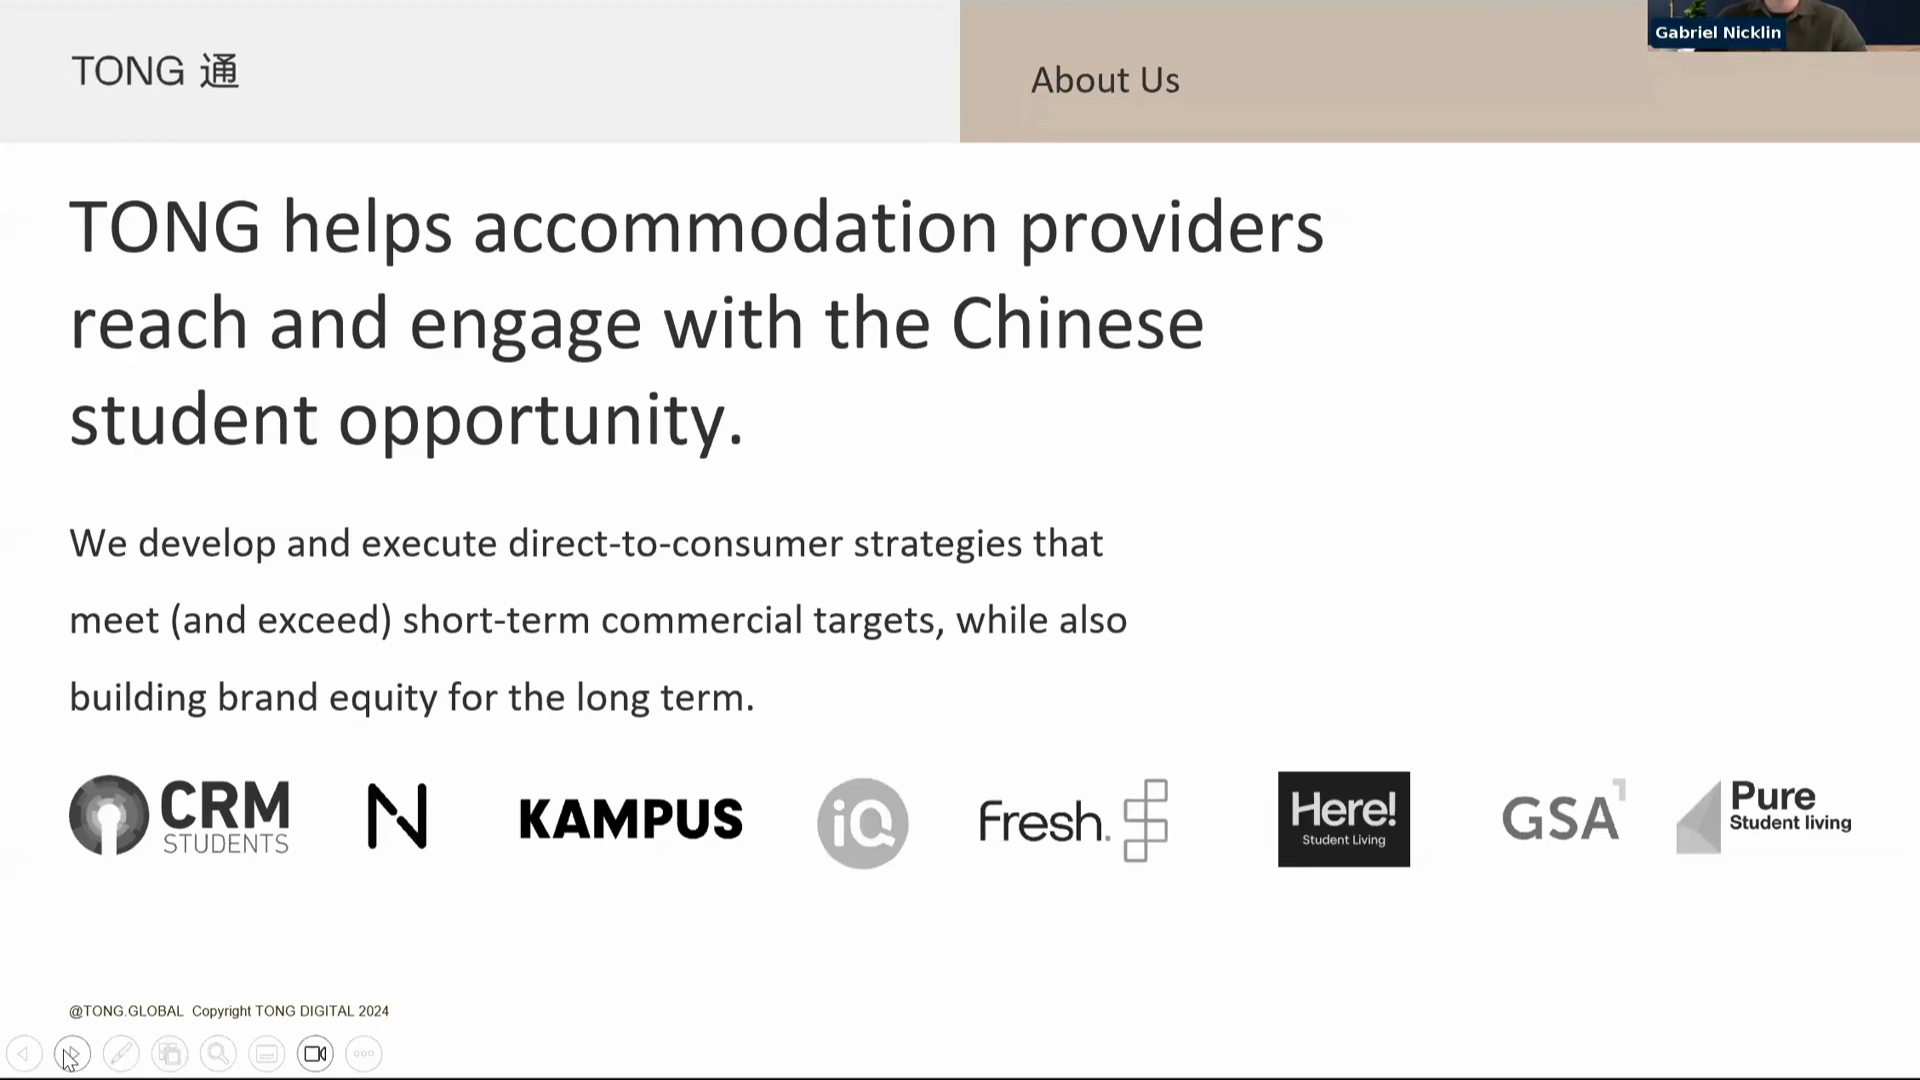 TONG 通
About Us
Gabriel Nicklin
TONG helps accommodation providers
reach and engage with the Chinese
student opportunity.
We develop and execute direct-to-consumer strategies that
meet (and exceed) short-term commercial targets, while also
building brand equity for the long term.
CRM
STUDENTS
N
KAMPUS
iQ
Fresh.
Here!
Student Living
GSA
Pure
Student living
@TONG.GLOBAL Copyright TONG DIGITAL 2024